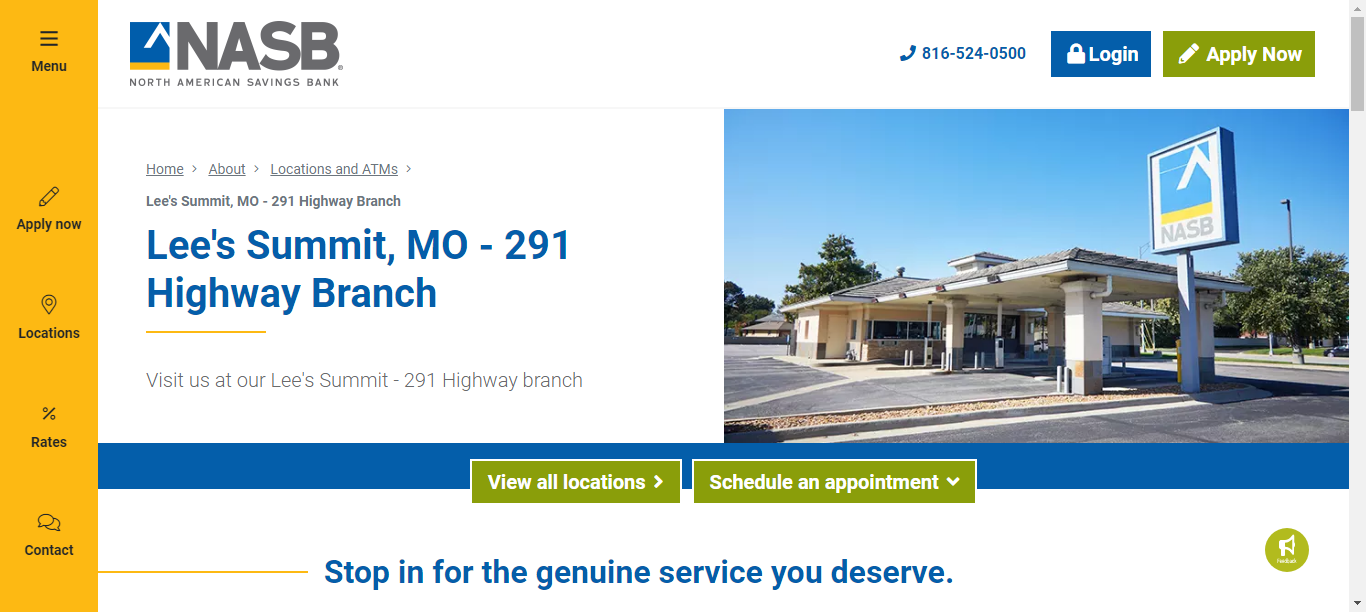 Menu
Apply now
Locations
Rates
Contact
NASB®
NORTH AMERICAN SAVINGS BANK
816-524-0500
Login
Apply Now
Home > About > Locations and ATMs >
Lee's Summit, MO - 291 Highway Branch
Lee's Summit, MO - 291
Highway Branch
Visit us at our Lee's Summit - 291 Highway branch
NASB
View all locations
Schedule an appointment
Stop in for the genuine service you deserve.
Feedback